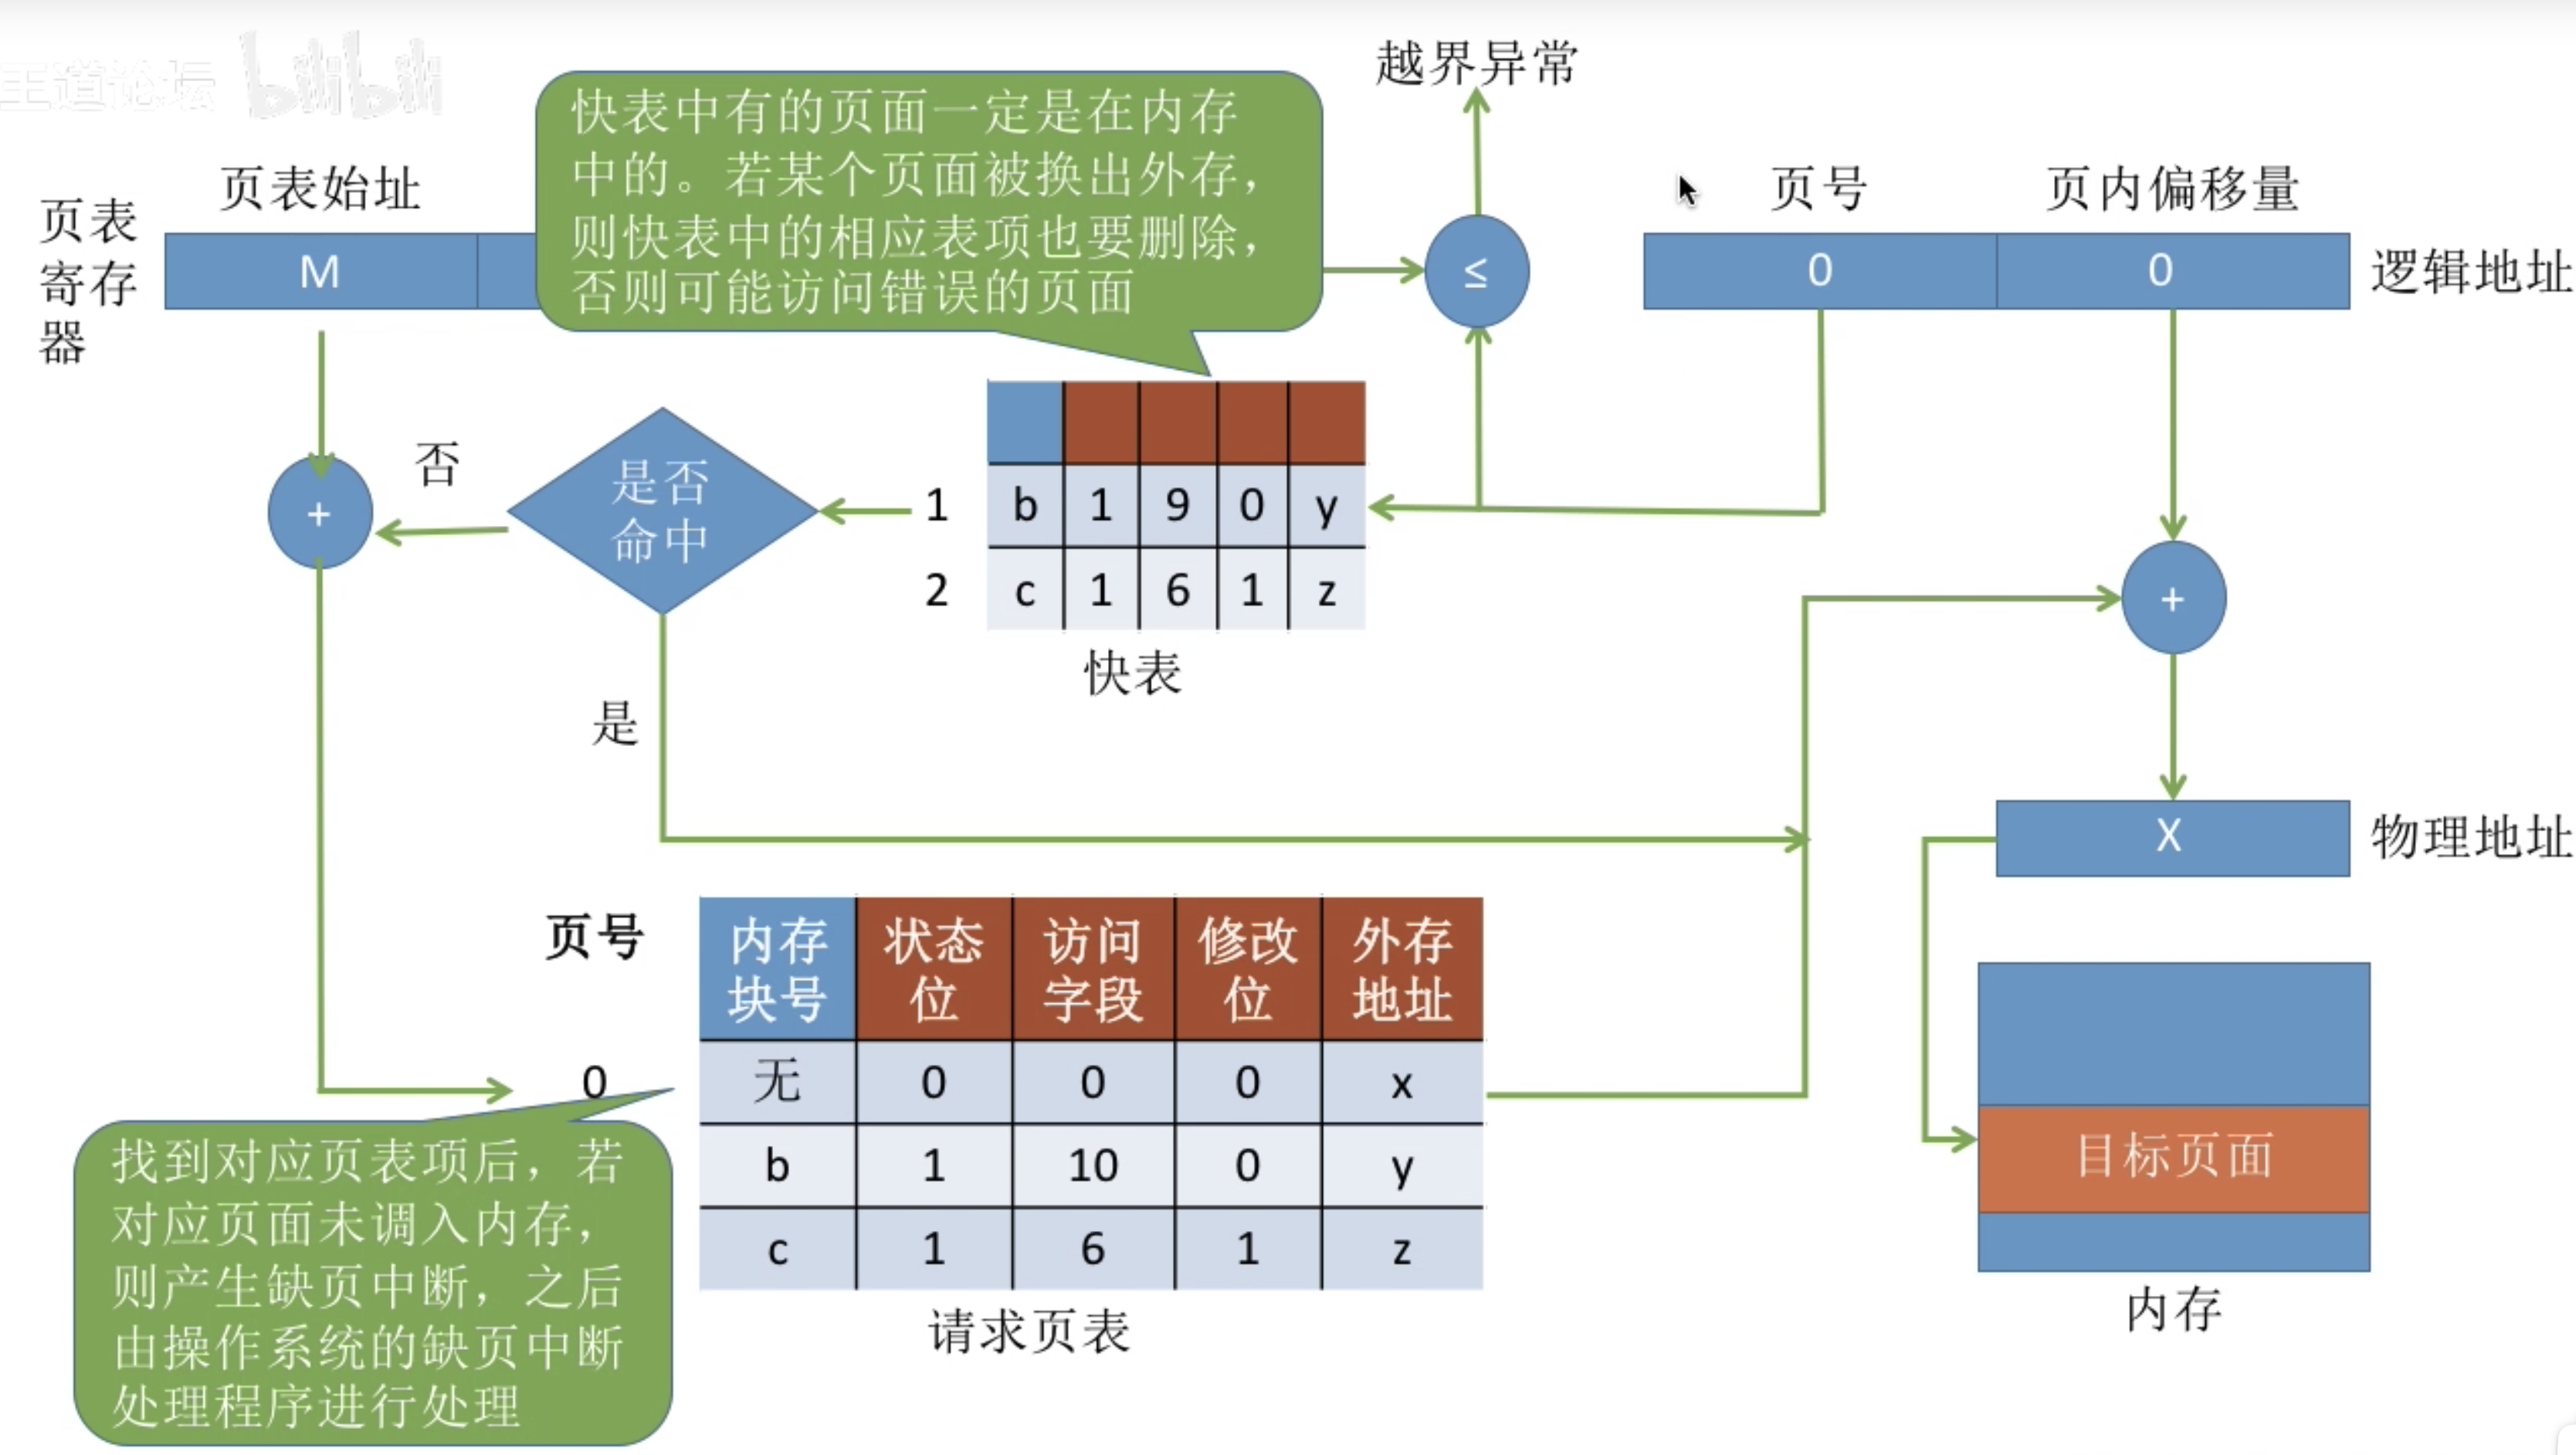 王道论坛 bilibili
越界异常
快表中有的页面一定是在内存
中的。若某个页面被换出外存，
则快表中的相应表项也要删除，
否则可能访问错误的页面
页表始址
页号 页内偏移量
页表
寄存
器
M
≤
0 0
逻辑地址
否
是否
命中
+
1 b 1 9 0 y
2 c 1 6 1 z
快表
+
是
X
物理地址
页号
内存 状态 访问 修改 外存
块号 位 字段 位 地址
0 无 0 0 0 x
b 1 10 0 y
c 1 6 1 z
请求页表
找到对应页表项后，若
对应页面未调入内存，
则产生缺页中断，之后
由操作系统的缺页中断
处理程序进行处理
目标页面
内存